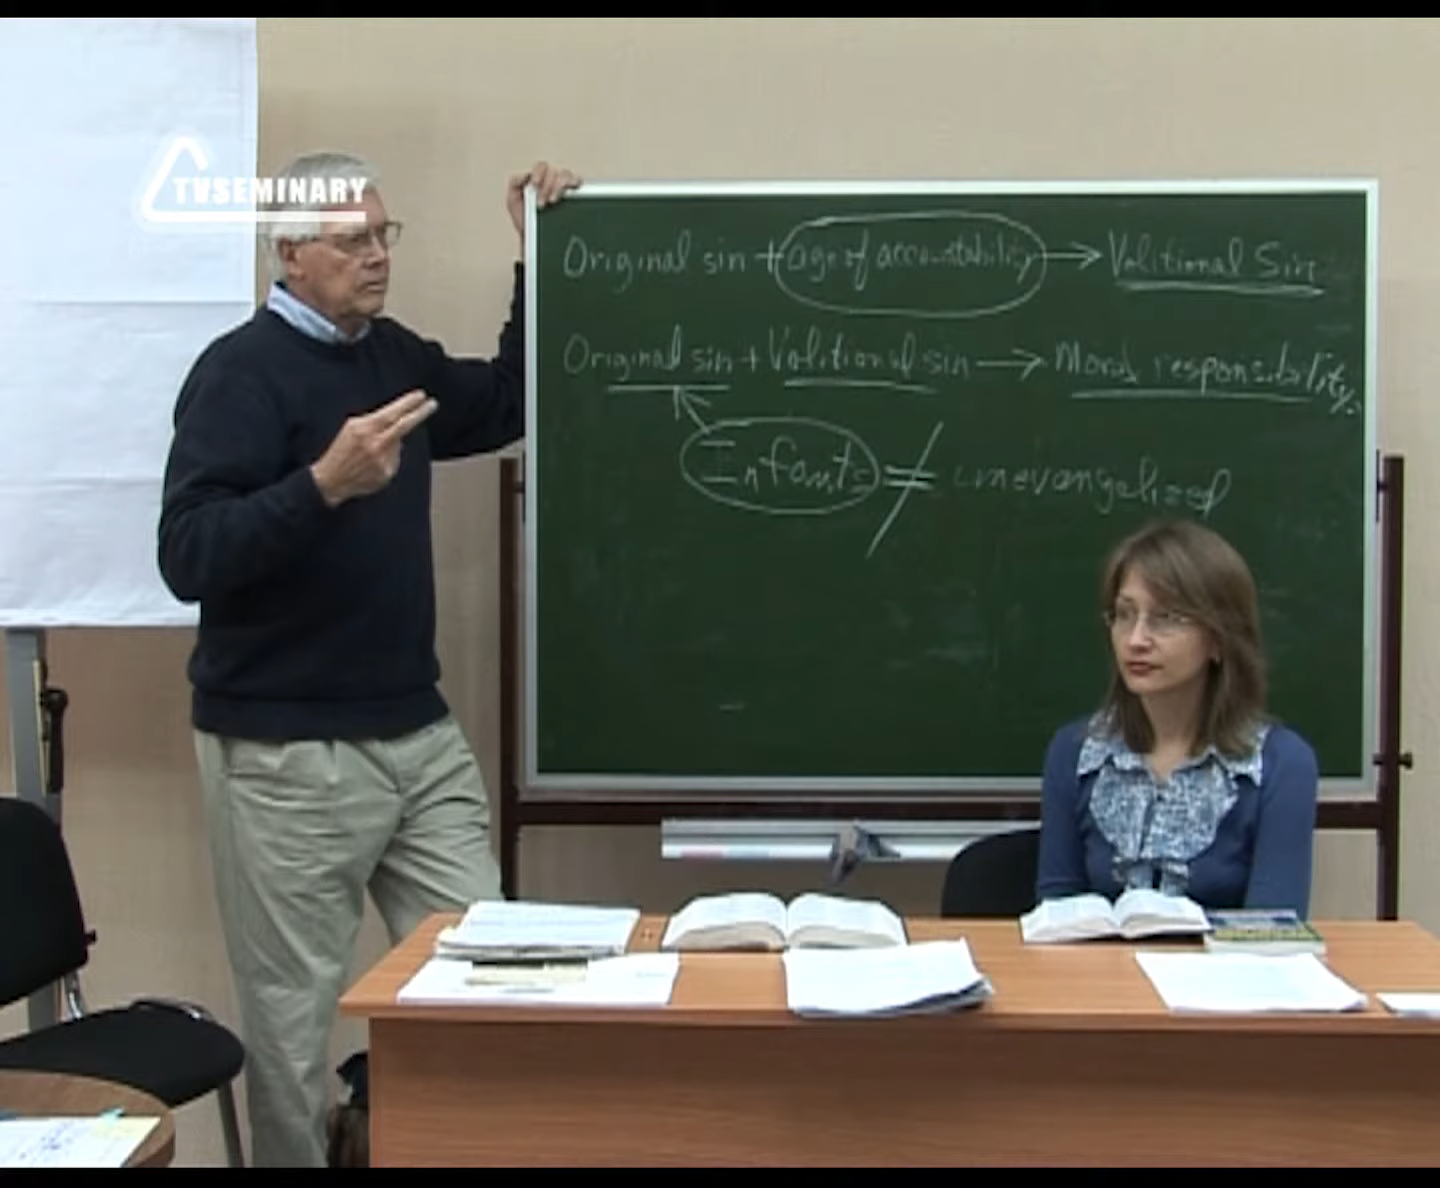 TVSEMINARY
Original sin + age of accountability → Volitional Sin
Original sin + Volitional sin → Moral responsibility
Infants ≠ unevangelized